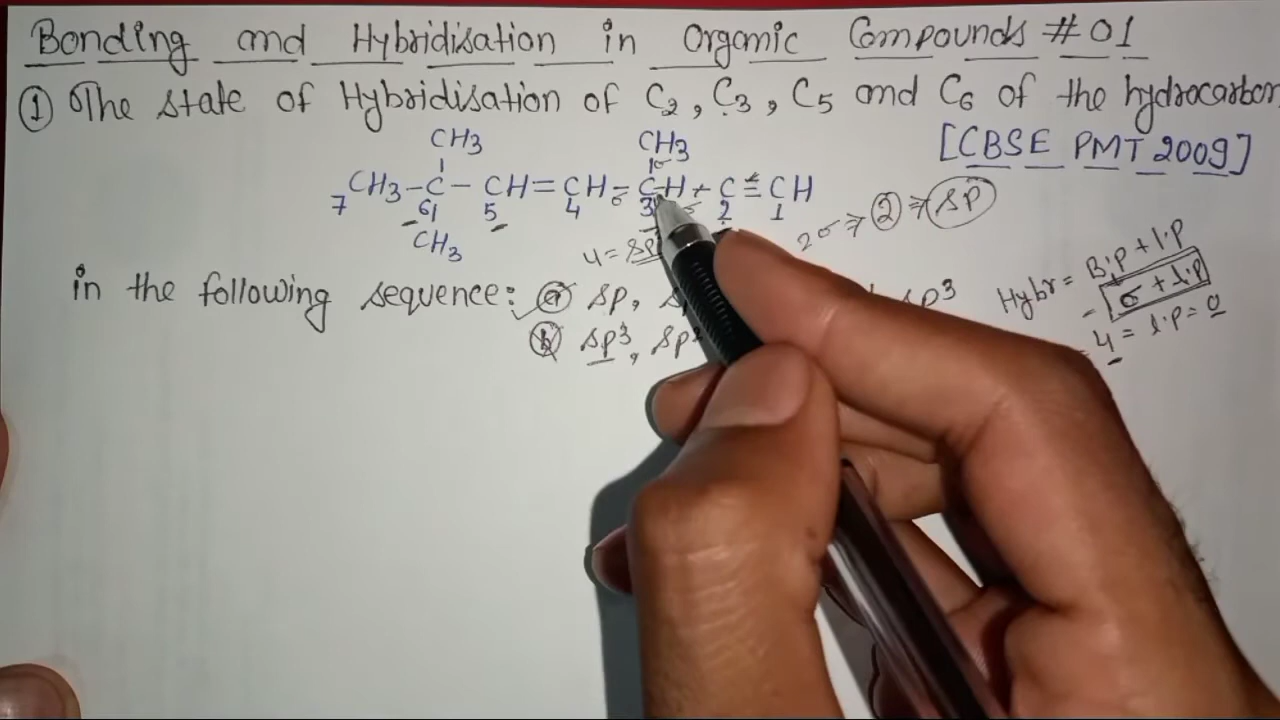 Bonding and Hybridisation in Organic Compounds #01
① The state of Hybridisation of C2, C3, C5 and C6 of the hydrocarbon,
[CBSE PMT 2009]
CH3 CH3
CH3-C-CH=CH-CH-C≡CH
7 6 5 4 3 2 1
CH3
4=sp
2σ ⇒ ② ⇒ sp
in the following sequence: ⓐ sp, sp3
ⓑ sp3, sp2
Hybr = B.p + l.p
= σ + l.p
4 = l.p = 0